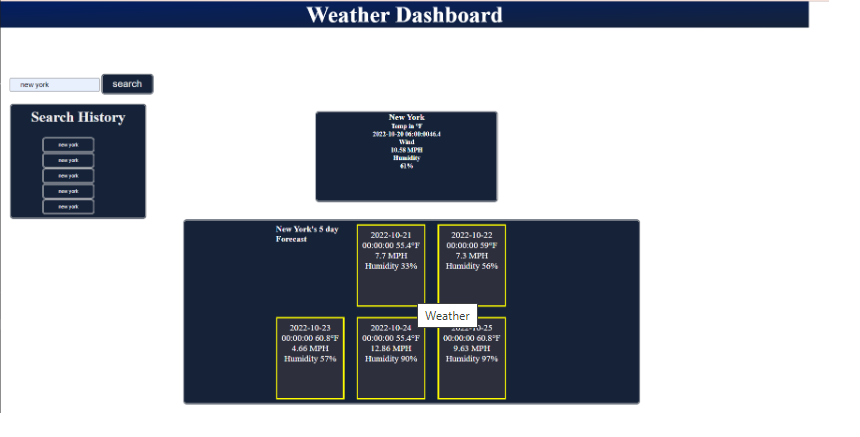 Weather Dashboard
new york
search
Search History
new york
new york
new york
new york
new york
New York
Temp in °F
2022-10-20 06:00:0046.4
Wind
10.58 MPH
Humidity
61%
New York's 5 day
Forecast
2022-10-21
00:00:00 55.4°F
7.7 MPH
Humidity 33%
2022-10-22
00:00:00 59°F
7.3 MPH
Humidity 56%
Weather
2022-10-23
00:00:00 60.8°F
4.66 MPH
Humidity 57%
2022-10-24
00:00:00 55.4°F
12.86 MPH
Humidity 90%
2022-10-25
00:00:00 60.8°F
9.63 MPH
Humidity 97%